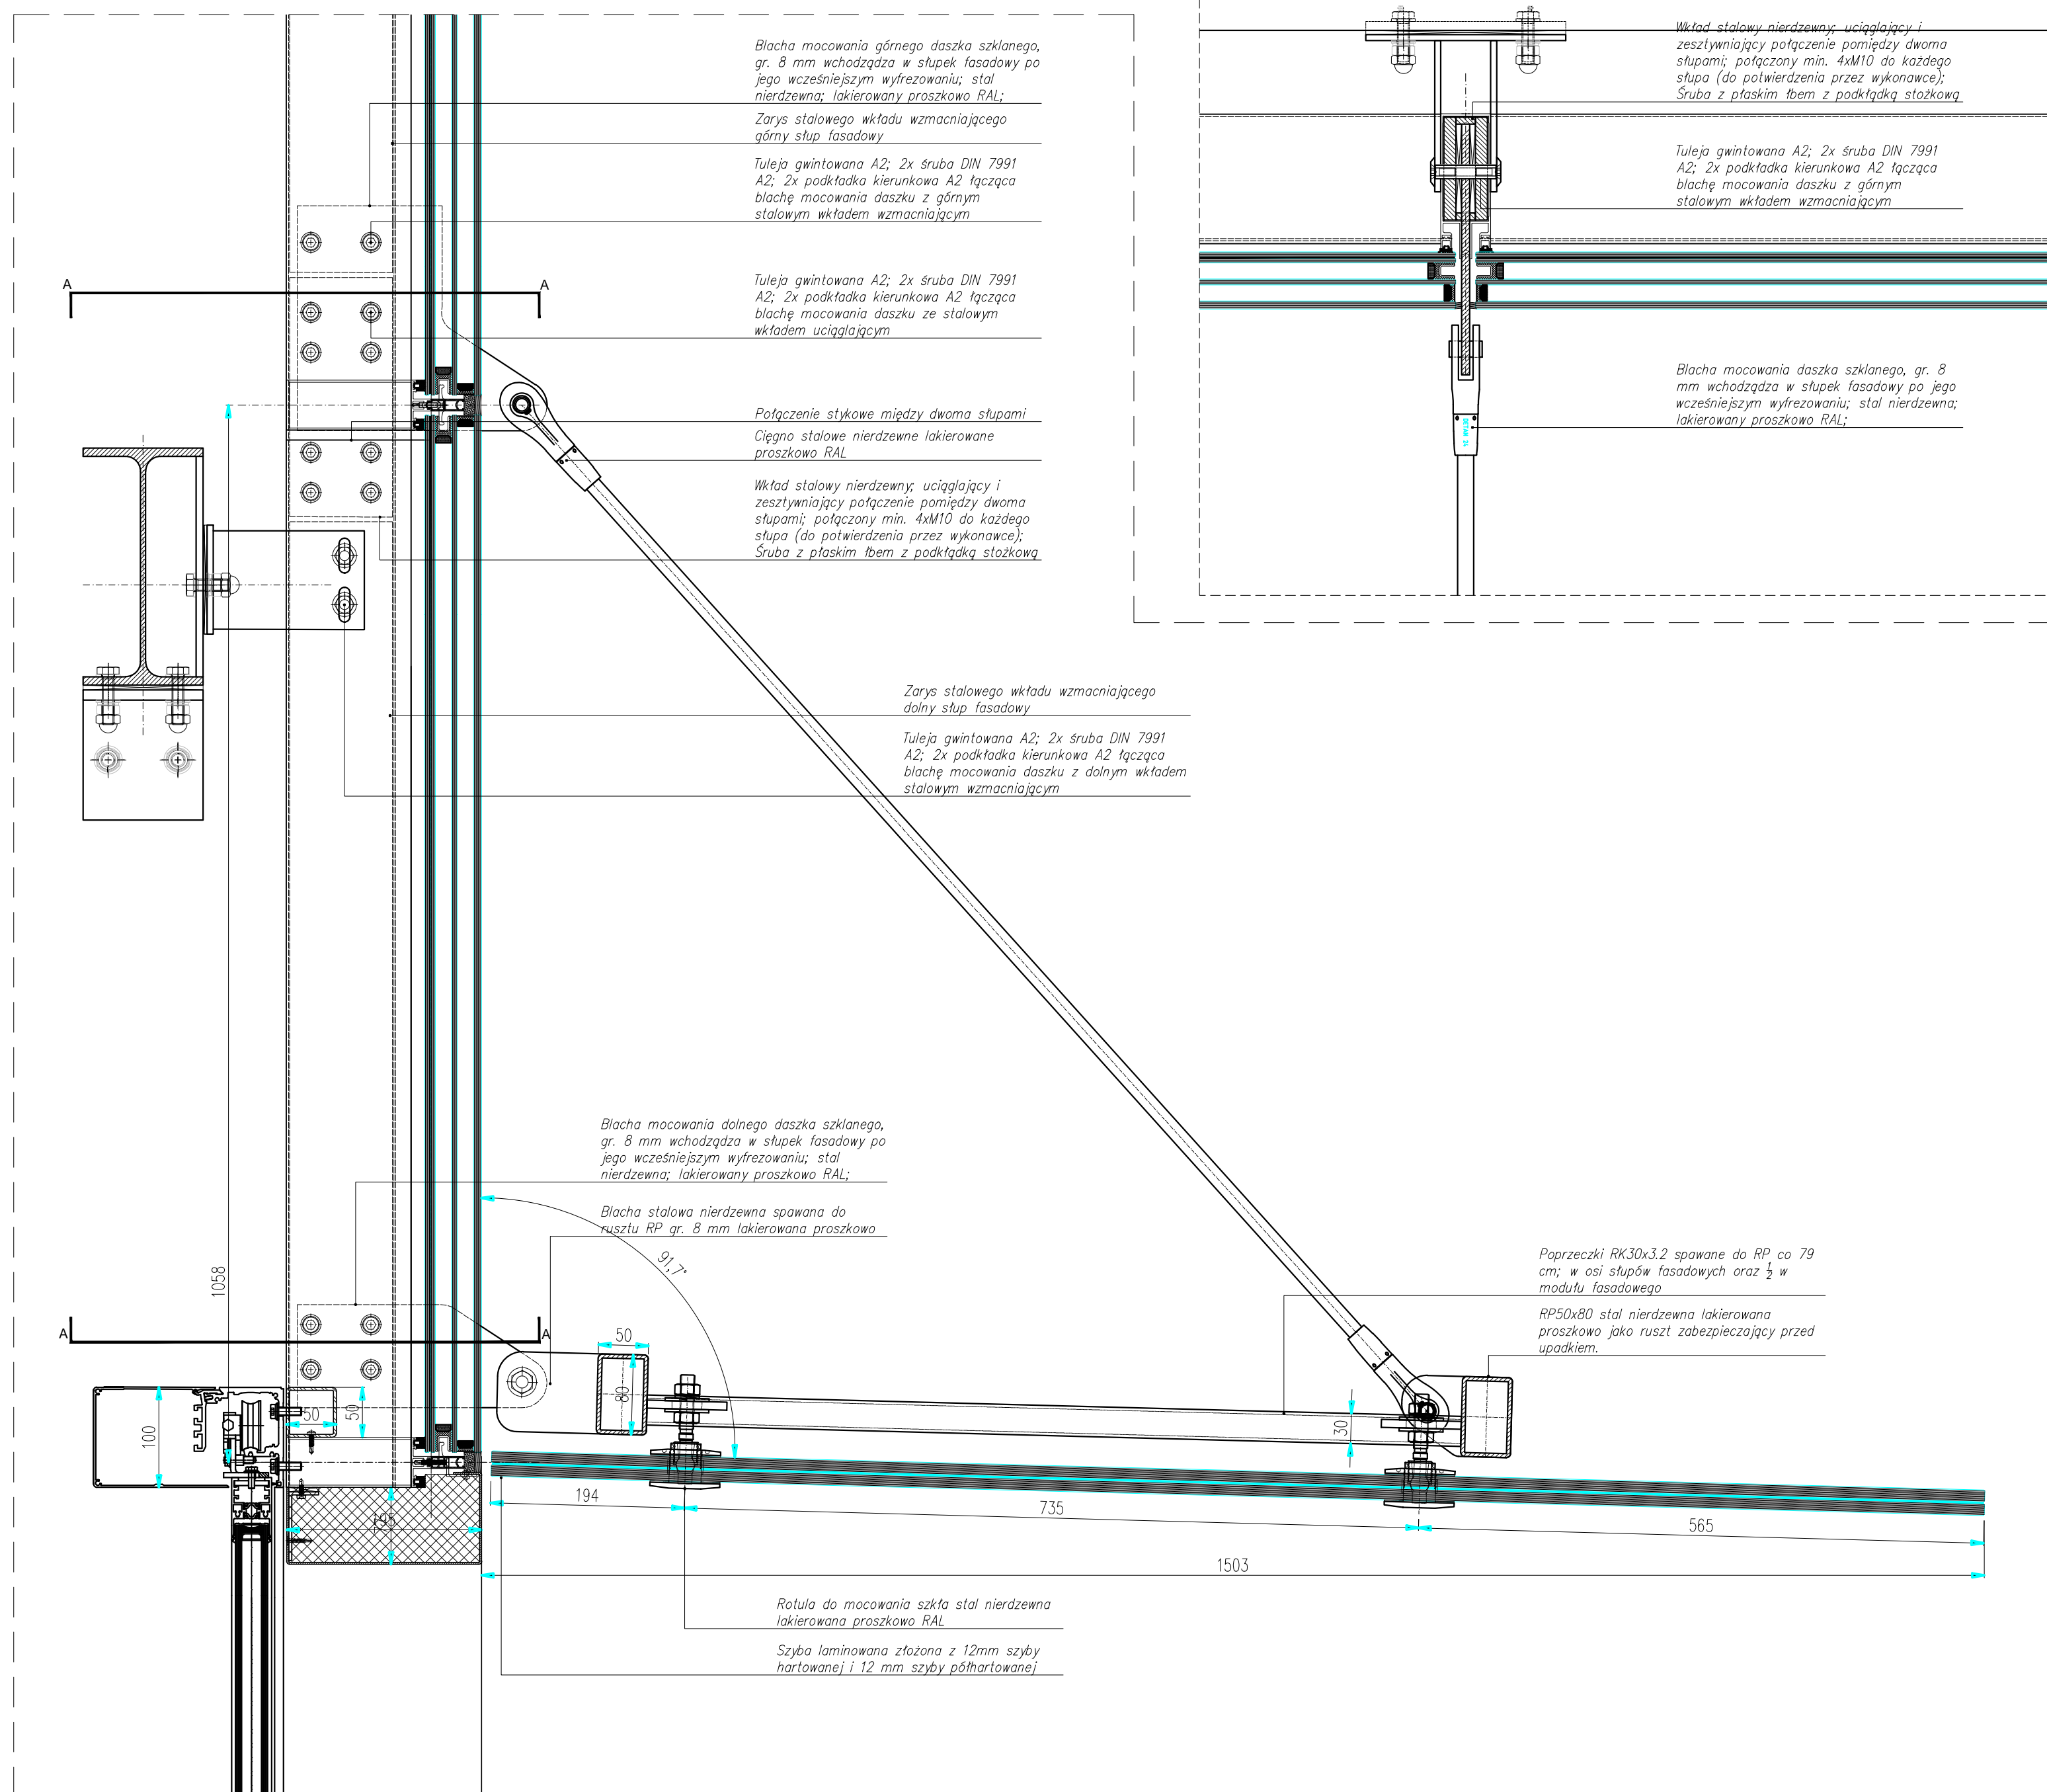 Blacha mocowania górnego daszka szklanego,
gr. 8 mm wchodządza w słupek fasadowy po
jego wcześniejszym wyfrezowaniu; stal
nierdzewna; lakierowany proszkowo RAL;
Zarys stalowego wkładu wzmacniającego
górny słup fasadowy
Tuleja gwintowana A2; 2x śruba DIN 7991
A2; 2x podkładka kierunkowa A2 łącząca
blachę mocowania daszku z górnym
stalowym wkładem wzmacniającym
A
A
Tuleja gwintowana A2; 2x śruba DIN 7991
A2; 2x podkładka kierunkowa A2 łącząca
blachę mocowania daszku ze stalowym
wkładem uciąglającym
Połączenie stykowe między dwoma słupami
Cięgno stalowe nierdzewne lakierowane
proszkowo RAL
Wkład stalowy nierdzewny; uciąglający i
zesztywniający połączenie pomiędzy dwoma
słupami; połączony min. 4xM10 do każdego
słupa (do potwierdzenia przez wykonawce);
Śruba z płaskim łbem z podkłądką stożkową
Wkład stalowy nierdzewny; uciąglający i
zesztywniający połączenie pomiędzy dwoma
słupami; połączony min. 4xM10 do każdego
słupa (do potwierdzenia przez wykonawce);
Śruba z płaskim łbem z podkłądką stożkową
Tuleja gwintowana A2; 2x śruba DIN 7991
A2; 2x podkładka kierunkowa A2 łącząca
blachę mocowania daszku z górnym
stalowym wkładem wzmacniającym
Blacha mocowania daszka szklanego, gr. 8
mm wchodządza w słupek fasadowy po jego
wcześniejszym wyfrezowaniu; stal nierdzewna;
lakierowany proszkowo RAL;
Zarys stalowego wkładu wzmacniającego
dolny słup fasadowy
Tuleja gwintowana A2; 2x śruba DIN 7991
A2; 2x podkładka kierunkowa A2 łącząca
blachę mocowania daszku z dolnym wkładem
stalowym wzmacniającym
Blacha mocowania dolnego daszka szklanego,
gr. 8 mm wchodządza w słupek fasadowy po
jego wcześniejszym wyfrezowaniu; stal
nierdzewna; lakierowany proszkowo RAL;
Blacha stalowa nierdzewna spawana do
rusztu RP gr. 8 mm lakierowana proszkowo
91,7°
1058
Poprzeczki RK30x3.2 spawane do RP co 79
cm; w osi słupów fasadowych oraz ½ w
modułu fasadowego
RP50x80 stal nierdzewna lakierowana
proszkowo jako ruszt zabezpieczający przed
upadkiem.
A
A
50
80
50
50
100
30
194
735
565
1503
Rotula do mocowania szkła stal nierdzewna
lakierowana proszkowo RAL
Szyba laminowana złożona z 12mm szyby
hartowanej i 12 mm szyby półhartowanej